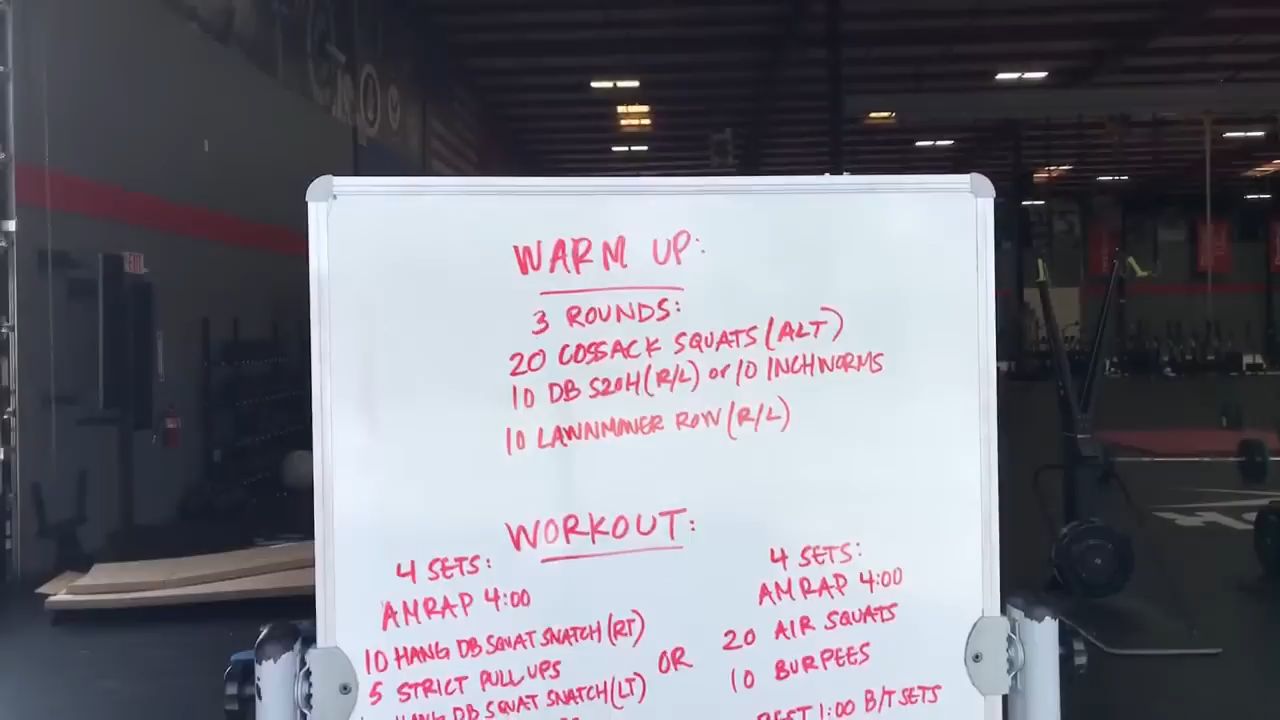 WARM UP:
3 ROUNDS:
20 COSSACK SQUATS (ALT)
10 DB S2OH (R/L) or 10 INCHWORMS
10 LAWNMOWER ROW (R/L)
WORKOUT:
4 SETS:
AMRAP 4:00
10 HANG DB SQUAT SNATCH (RT)
5 STRICT PULL UPS
HANG DB SQUAT SNATCH (LT)
OR
4 SETS:
AMRAP 4:00
20 AIR SQUATS
10 BURPEES
REST 1:00 B/T SETS
EXIT